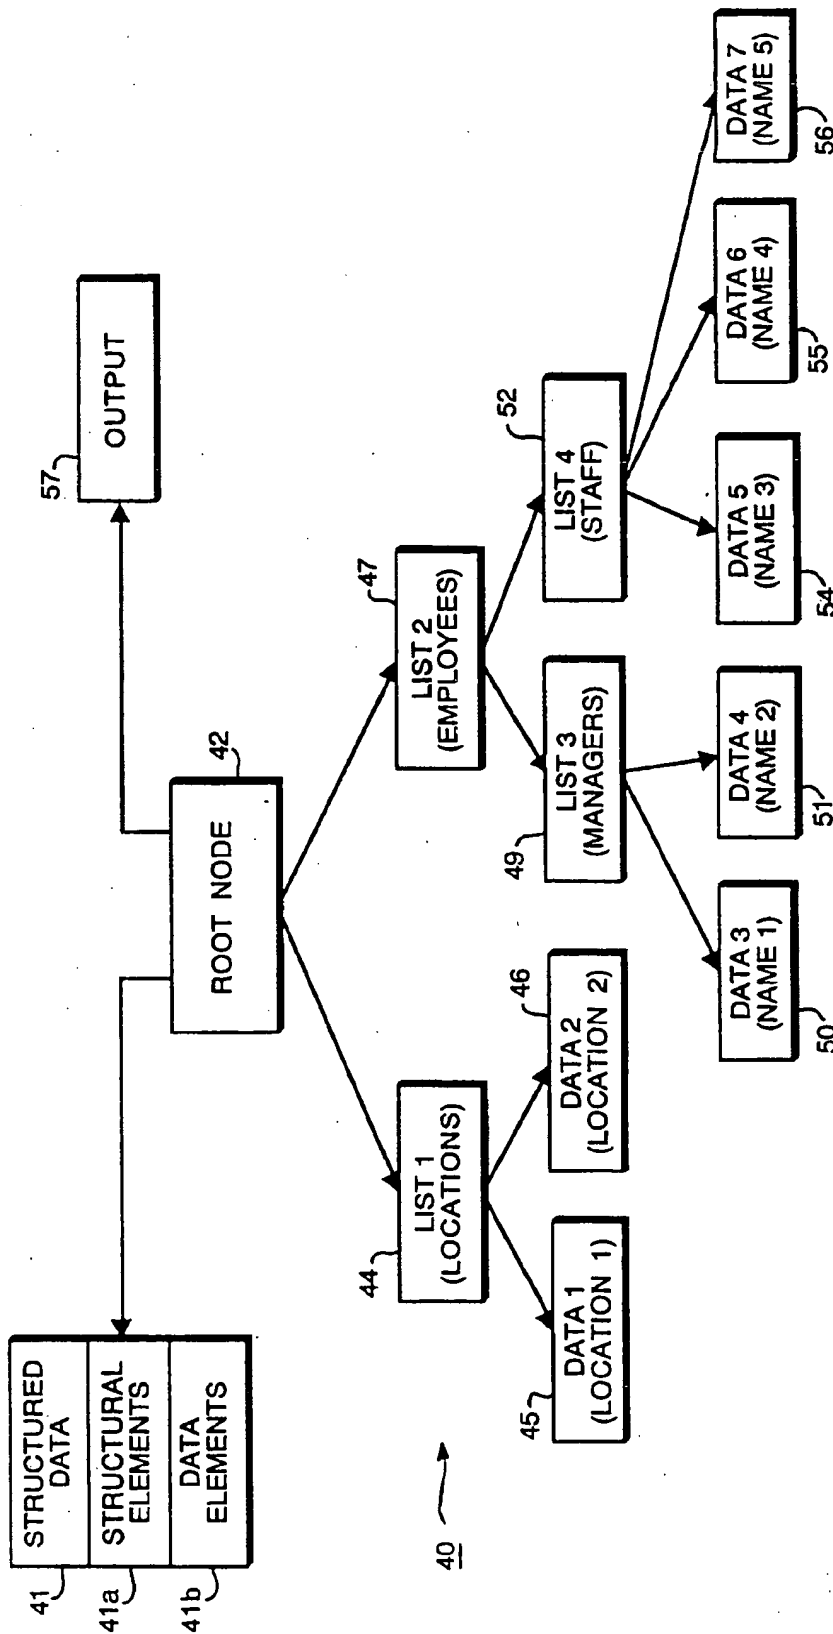 41
STRUCTURED
DATA
41a
STRUCTURAL
ELEMENTS
41b
DATA
ELEMENTS
57
OUTPUT
42
ROOT NODE
44
LIST 1
(LOCATIONS)
47
LIST 2
(EMPLOYEES)
40
45
DATA 1
(LOCATION 1)
46
DATA 2
(LOCATION 2)
49
LIST 3
(MANAGERS)
52
LIST 4
(STAFF)
DATA 3
(NAME 1)
50
DATA 4
(NAME 2)
51
DATA 5
(NAME 3)
54
DATA 6
(NAME 4)
55
DATA 7
(NAME 5)
56